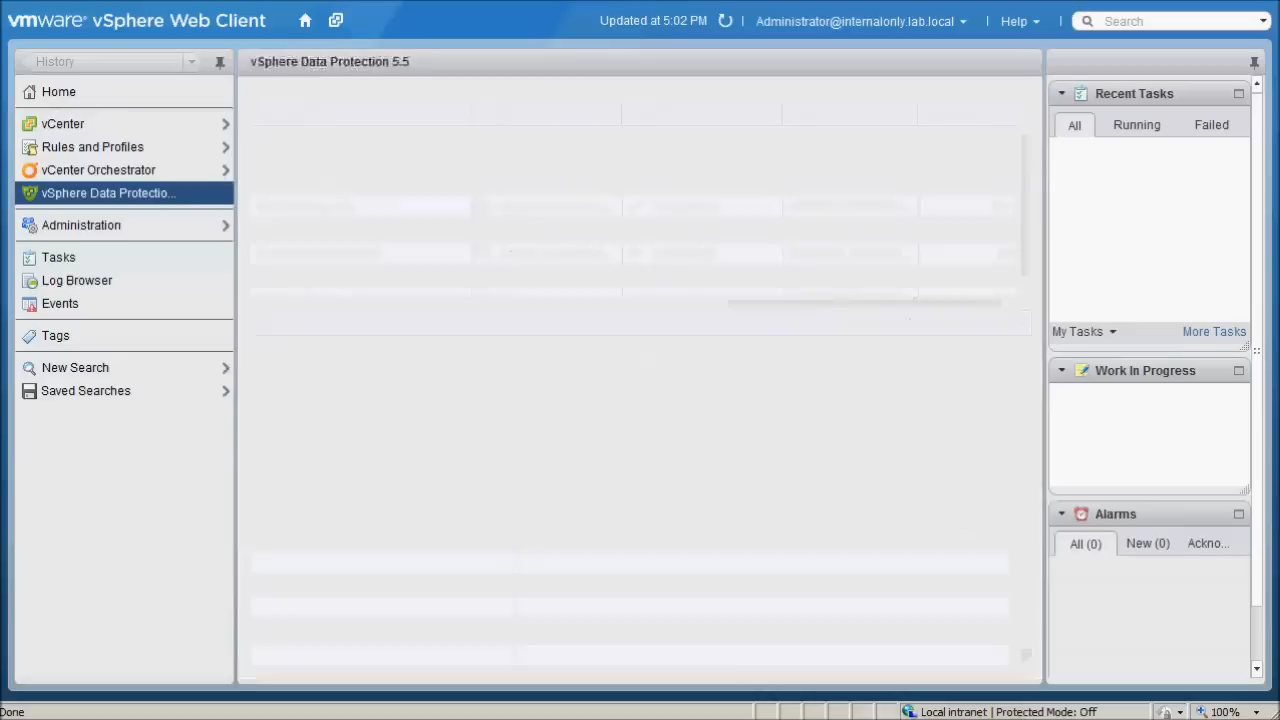 vmware® vSphere Web Client
Updated at 5:02 PM
Administrator@internalonly.lab.local
Help
Search
History
Home
vCenter
Rules and Profiles
vCenter Orchestrator
vSphere Data Protectio...
Administration
Tasks
Log Browser
Events
Tags
New Search
Saved Searches
vSphere Data Protection 5.5
Recent Tasks
All Running Failed
My Tasks More Tasks
Work In Progress
Alarms
All (0) New (0) Ackno...
Done
Local intranet | Protected Mode: Off
100%